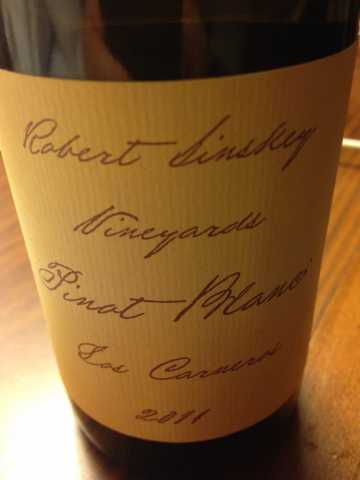 Robert Sinskey
Vineyards
Pinot Blanc
Los Carneros
2011